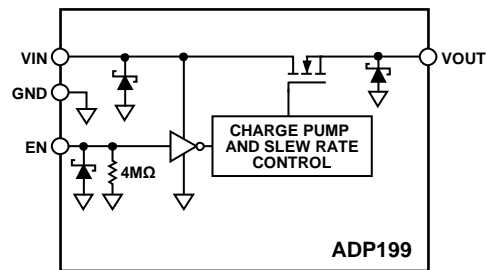 VIN
VOUT
GND
EN
4MΩ
CHARGE PUMP
AND SLEW RATE
CONTROL
ADP199